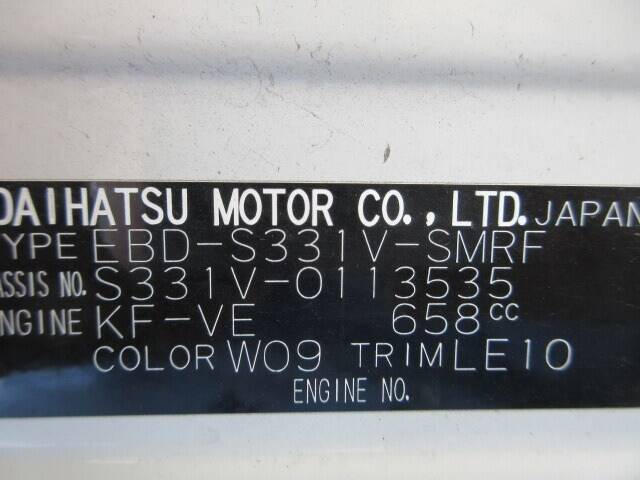 DAIHATSU MOTOR CO., LTD. JAPAN
TYPE EBD-S331V-SMRF
ASSIS NO. S331V-0113535
ENGINE KF-VE 658cc
COLOR W09 TRIM LE10
ENGINE NO.